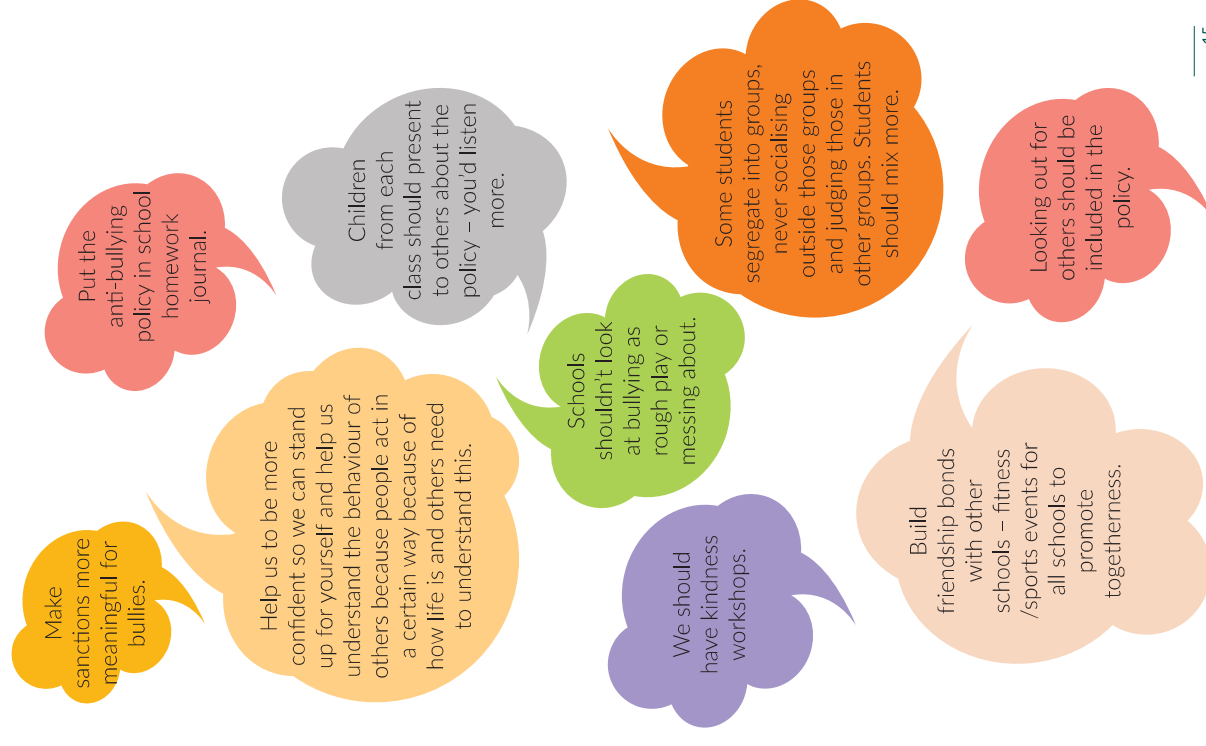 Make
sanctions more
meaningful for
bullies.
Put the
anti-bullying
policy in school
homework
journal.
Help us to be more
confident so we can stand
up for yourself and help us
understand the behaviour of
others because people act in
a certain way because of
how life is and others need
to understand this.
Children
from each
class should present
to others about the
policy – you'd listen
more.
Schools
shouldn't look
at bullying as
rough play or
messing about.
We should
have kindness
workshops.
Some students
segregate into groups,
never socialising
outside those groups
and judging those in
other groups. Students
should mix more.
Build
friendship bonds
with other
schools – fitness
/sports events for
all schools to
promote
togetherness.
Looking out for
others should be
included in the
policy.